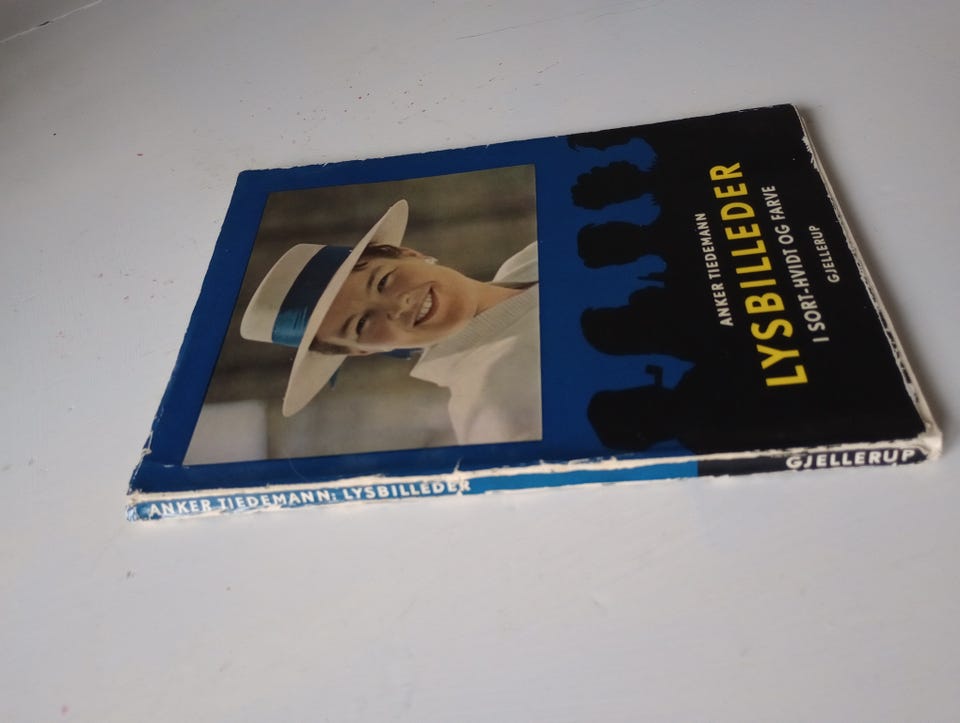 ANKER TIEDEMANN
LYSBILLEDER
I SORT-HVIDT OG FARVE
GJELLERUP
ANKER TIEDEMANN: LYSBILLEDER
GJELLERUP